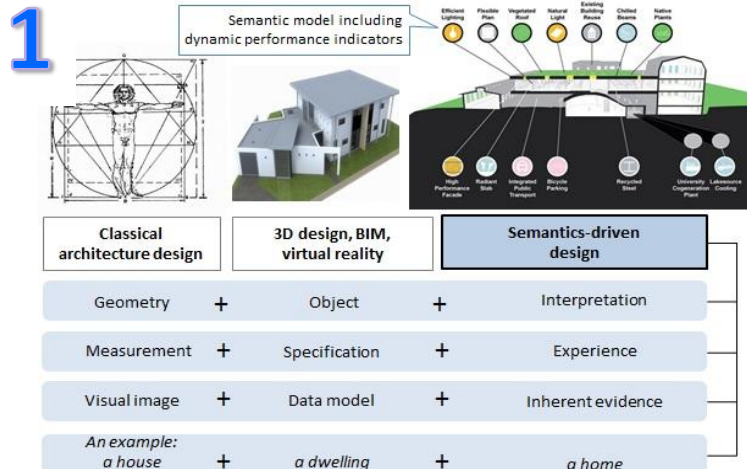 1
Semantic model including
dynamic performance indicators
Efficient
Lighting
Flexible
Plan
Vegetated
Roof
Natural
Light
Existing
Building
Reuse
Chilled
Beams
Native
Plants
High
Performance
Facade
Radiant
Slab
Integrated
Public
Transport
Bicycle
Parking
Recycled
Steel
University
Cogeneration
Plant
Lakesource
Cooling
Classical
architecture design
3D design, BIM,
virtual reality
Semantics-driven
design
Geometry + Object + Interpretation
Measurement + Specification + Experience
Visual image + Data model + Inherent evidence
An example:
a house + a dwelling + a home